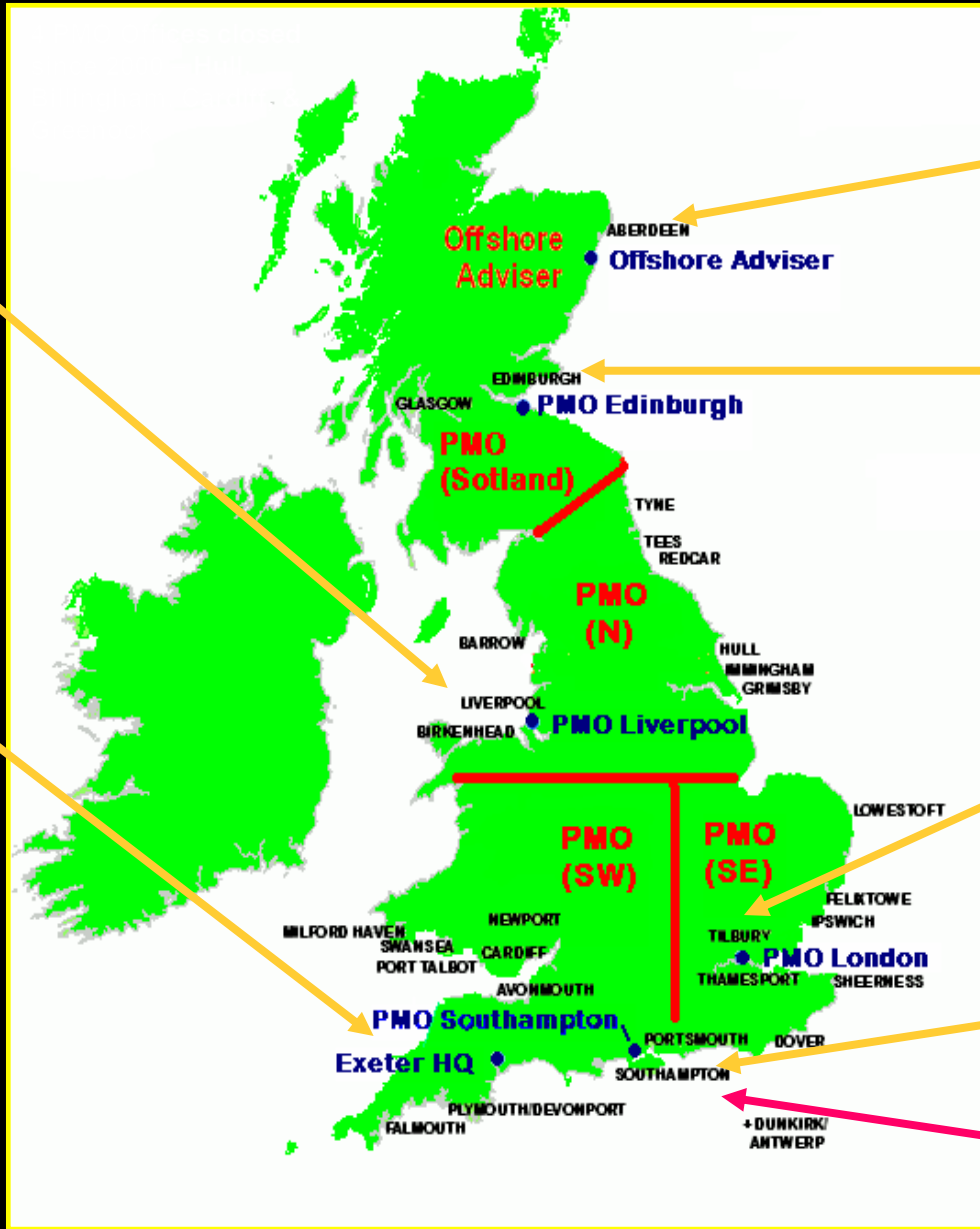 ABERDEEN
Offshore
Adviser
Offshore Adviser
EDINBURGH
GLASGOW
PMO Edinburgh
PMO
(Sotland)
TYNE
TEES
REDCAR
PMO
(N)
BARROW
HULL
IMMINGHAM
GRIMSBY
LIVERPOOL
BIRKENHEAD
PMO Liverpool
LOWESTOFT
PMO
(SW)
PMO
(SE)
FELIXTOWE
IPSWICH
NEWPORT
MILFORD HAVEN
SWANSEA
CARDIFF
PORT TALBOT
TILBURY
PMO London
THAMESPORT
SHEERNESS
AVONMOUTH
PMO Southampton
PORTSMOUTH
DOVER
Exeter HQ
SOUTHAMPTON
PLYMOUTH/DEVONPORT
FALMOUTH
+ DUNKIRK/
ANTWERP